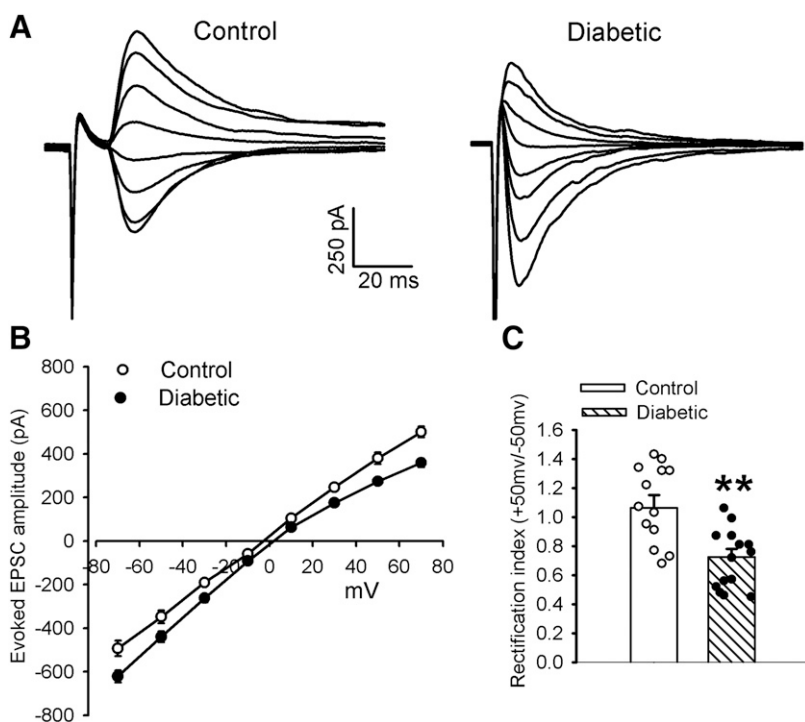 A
Control
Diabetic
250 pA
20 ms
B
Control
Diabetic
Evoked EPSC amplitude (pA)
800
600
400
200
0
-200
-400
-600
-800
-80 -60 -40 -20 0 20 40 60 80
mV
C
Control
Diabetic
Rectification index (+50mv/-50mv)
1.6
1.4
1.2
1.0
0.8
0.6
0.4
0.2
0.0
**